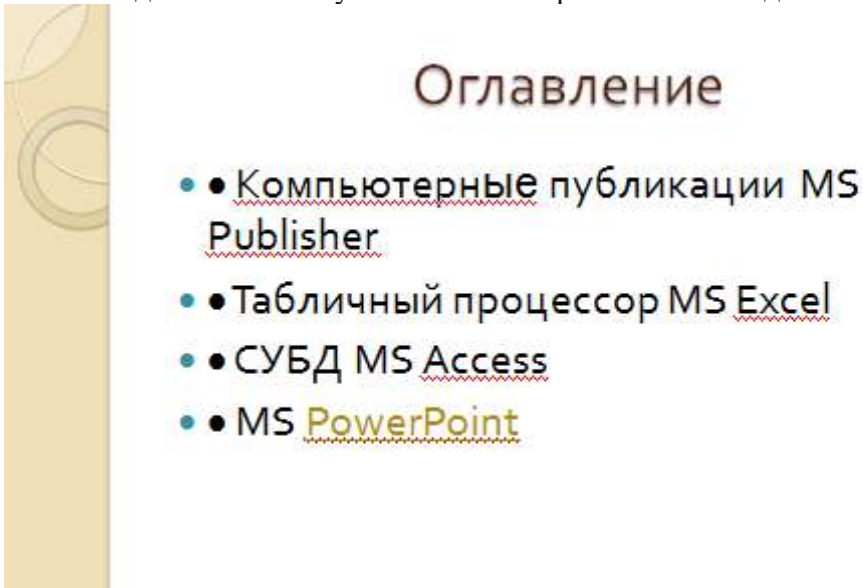 Оглавление
• • Компьютерные публикации MS
Publisher
• • Табличный процессор MS Excel
• • СУБД MS Access
• • MS PowerPoint